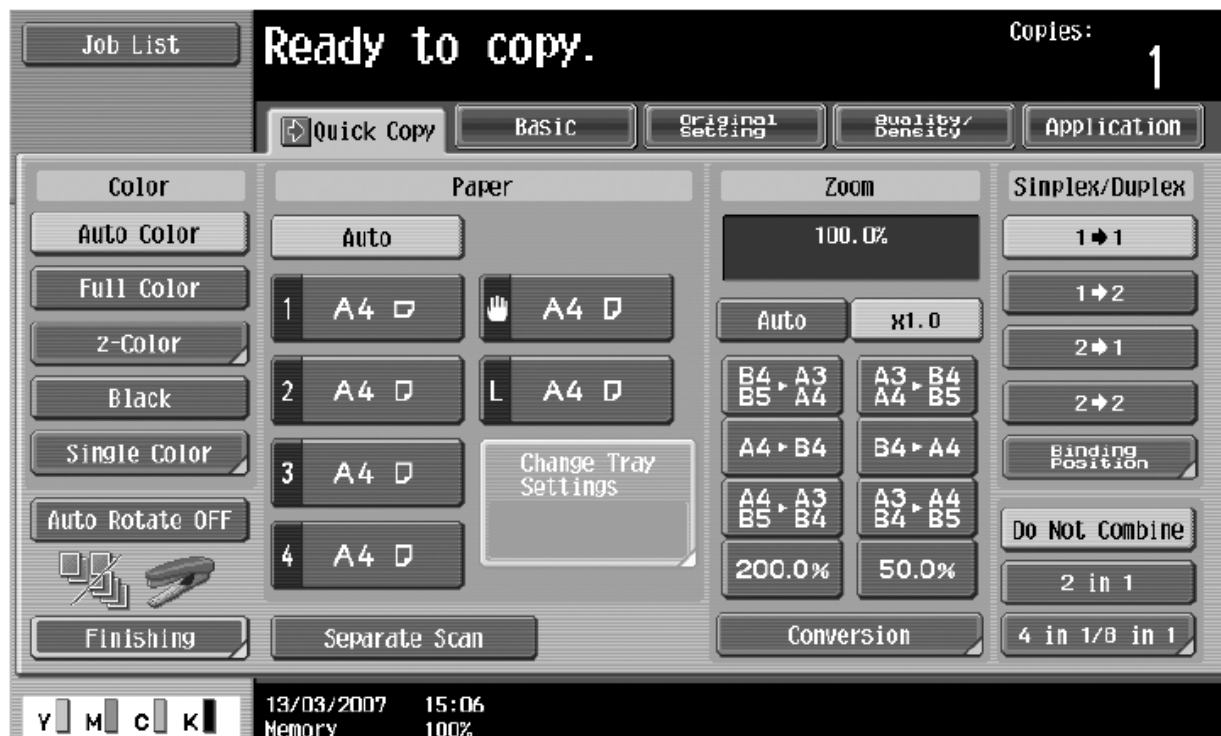 Job List
Ready to copy.
Copies:
1
Quick Copy
Basic
Original
Setting
Quality/
Density
Application
Color
Auto Color
Full Color
2-Color
Black
Single Color
Auto Rotate OFF
Finishing
Paper
Auto
1 A4
2 A4
3 A4
4 A4
A4
L A4
Change Tray
Settings
Separate Scan
Zoom
100.0%
Auto
x1.0
B4 ▸ A3
B5 ▸ A4
A3 ▸ B4
A4 ▸ B5
A4 ▸ B4
B4 ▸ A4
A4 ▸ A3
B5 ▸ B4
A3 ▸ A4
B4 ▸ B5
200.0%
50.0%
Conversion
Simplex/Duplex
1➧1
1➧2
2➧1
2➧2
Binding
Position
Do Not Combine
2 in 1
4 in 1/8 in 1
Y M C K
13/03/2007 15:06
Memory 100%